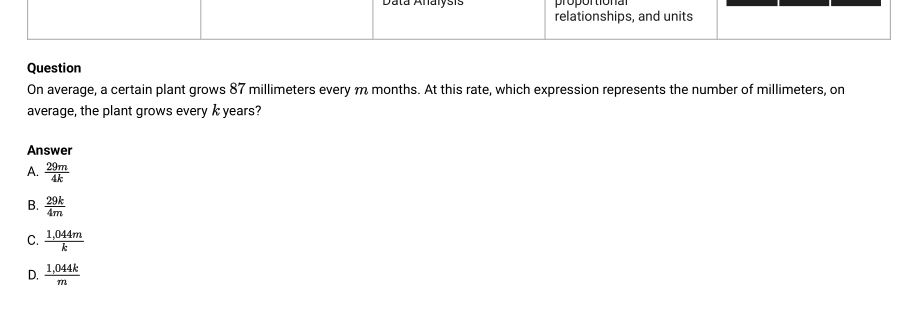 Data Analysis
proportional
relationships, and units
Question
On average, a certain plant grows 87 millimeters every m months. At this rate, which expression represents the number of millimeters, on
average, the plant grows every k years?
Answer
A. 29m/4k
B. 29k/4m
C. 1,044m/k
D. 1,044k/m